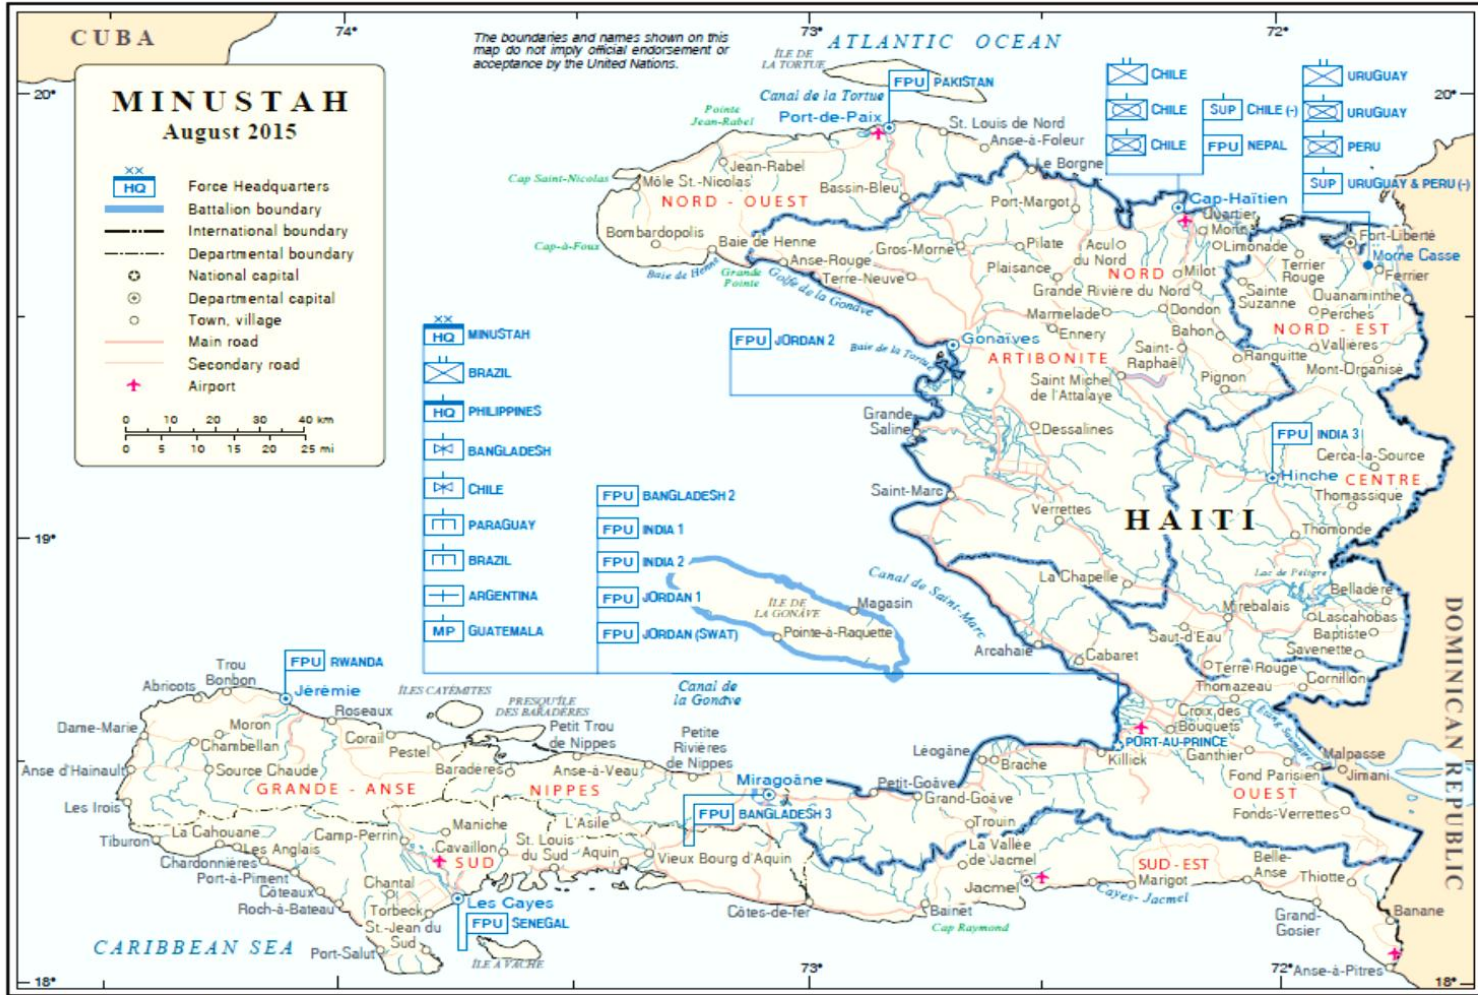 CUBA
74°
73°
72°
The boundaries and names shown on this
map do not imply official endorsement or
acceptance by the United Nations.
ATLANTIC OCEAN
ÎLE DE
LA TORTUE
20°
20°
MINUSTAH
August 2015
XX
HQ Force Headquarters
Battalion boundary
International boundary
Departmental boundary
National capital
Departmental capital
Town, village
Main road
Secondary road
Airport
0 10 20 30 40 km
0 5 10 15 20 25 mi
FPU PAKISTAN
Canal de la Tortue
Port-de-Paix
Pointe
Jean-Rabel
St. Louis de Nord
Anse-à-Foleur
Le Borgne
Jean-Rabel
Cap Saint-Nicolas
Môle St.-Nicolas
NORD - OUEST
Bassin-Bleu
Port-Margot
Bombardopolis
Cap-à-Foux
Baie de Henne
Baie de Henne
Grande
Pointe
Anse-Rouge
Golfe de la Gonâve
Terre-Neuve
Gros-Morne
Pilate
Plaisance
Acul
du Nord
CHILE
CHILE
CHILE
SUP CHILE (-)
FPU NEPAL
URUGUAY
URUGUAY
PERU
SUP URUGUAY & PERU (-)
Cap-Haïtien
Quartier
Morin
Limonade
Fort-Liberté
Morne Casse
Ferrier
Terrier
Rouge
NORD
Milot
Grande Rivière du Nord
Sainte
Suzanne
Ouanaminthe
Perches
Dondon
Marmelade
Ennery
Bahon
NORD - EST
Vallières
Ranquitte
Mont-Organisé
Saint-
Raphaël
Pignon
Gonaïves
ARTIBONITE
Baie de la Tortue
Saint Michel
de l'Attalaye
FPU JORDAN 2
XX
HQ MINUSTAH
BRAZIL
HQ PHILIPPINES
BANGLADESH
CHILE
PARAGUAY
BRAZIL
ARGENTINA
MP GUATEMALA
FPU BANGLADESH 2
FPU INDIA 1
FPU INDIA 2
FPU JORDAN 1
FPU JORDAN (SWAT)
Grande
Saline
Dessalines
FPU INDIA 3
Cerca-la-Source
Hinche
CENTRE
Thomassique
Saint-Marc
Verrettes
HAITI
Thomonde
19°
19°
Canal de Saint-Marc
La Chapelle
Lac de Péligre
Belladère
ÎLE DE
LA GONÂVE
Magasin
Pointe-à-Raquette
Mirebalais
Lascahobas
Baptiste
Savenette
Saut-d'Eau
Arcahaie
Cabaret
Terre-Rouge
Cornillon
Thomazeau
DOMINICAN REPUBLIC
FPU RWANDA
Trou
Bonbon
Abricots
Jérémie
ÎLES CAYÉMITES
Canal de
la Gonâve
Roseaux
PRESQU'ÎLE
DES BARADÈRES
Dame-Marie
Moron
Chambellan
Corail
Pestel
Petit Trou
de Nippes
Petite
Rivières
de Nippes
Croix des
Bouquets
Etang Saumâtre
PORT-AU-PRINCE
Killick
Ganthier
Malpasse
Jimani
Fond Parisien
Anse d'Hainault
Source Chaude
Baradères
Anse-à-Veau
Miragoâne
Léogâne
Brache
Petit-Goâve
Grand-Goâve
OUEST
Fonds-Verrettes
GRANDE - ANSE
NIPPES
Les Irois
FPU BANGLADESH 3
L'Asile
Trouin
Tiburon
La Cahouane
Les Anglais
Camp-Perrin
Maniche
Cavaillon
SUD
St. Louis
du Sud
Aquin
Vieux Bourg d'Aquin
La Vallée
de Jacmel
SUD-EST
Belle-
Anse
Thiotte
Chardonnières
Port-à-Piment
Côteaux
Roch-à-Bateau
Chantal
Torbeck
Les Cayes
Jacmel
Marigot
Cayes-Jacmel
Côtes-de-fer
Bainet
Cap Raymond
Grand-
Gosier
Banane
FPU SENEGAL
St.-Jean du
Sud
Port-Salut
ÎLE À VACHE
CARIBBEAN SEA
Anse-à-Pitres
18°
74°
73°
72°
18°